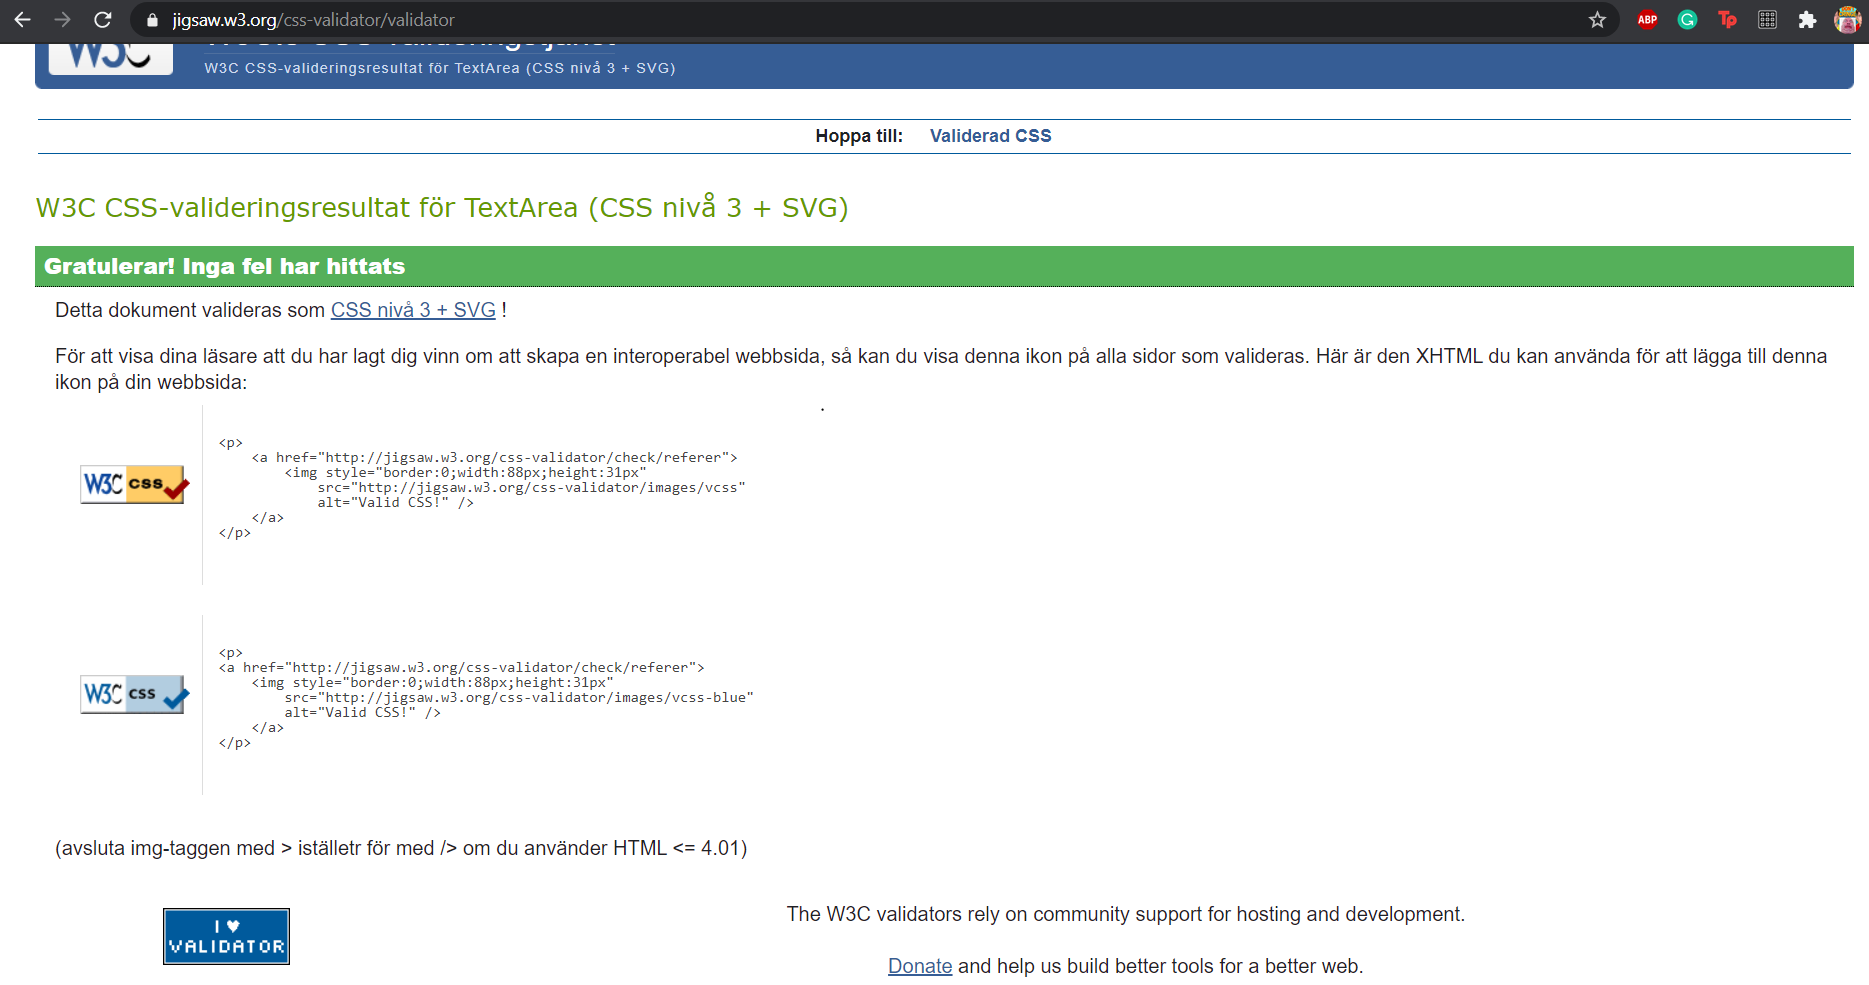 jigsaw.w3.org/css-validator/validator
ABP
W3C
W3C CSS-valideringsresultat för TextArea (CSS nivå 3 + SVG)
Hoppa till: Validerad CSS
W3C CSS-valideringsresultat för TextArea (CSS nivå 3 + SVG)
Gratulerar! Inga fel har hittats
Detta dokument valideras som CSS nivå 3 + SVG !
För att visa dina läsare att du har lagt dig vinn om att skapa en interoperabel webbsida, så kan du visa denna ikon på alla sidor som valideras. Här är den XHTML du kan använda för att lägga till denna
ikon på din webbsida:
.
<p>
<a href="http://jigsaw.w3.org/css-validator/check/referer">
<img style="border:0;width:88px;height:31px"
W3C css
src="http://jigsaw.w3.org/css-validator/images/vcss"
alt="Valid CSS!" />
</a>
</p>
<p>
<a href="http://jigsaw.w3.org/css-validator/check/referer">
<img style="border:0;width:88px;height:31px"
W3C css
src="http://jigsaw.w3.org/css-validator/images/vcss-blue"
alt="Valid CSS!" />
</a>
</p>
(avsluta img-taggen med > iställetr för med /> om du använder HTML <= 4.01)
I ♥
VALIDATOR
The W3C validators rely on community support for hosting and development.
Donate and help us build better tools for a better web.